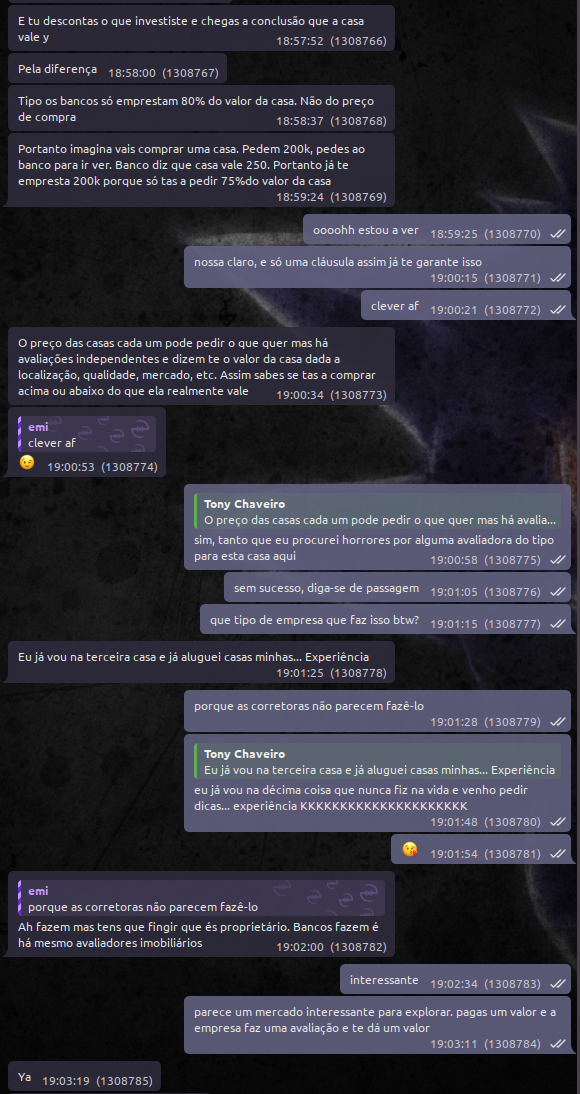 E tu descontas o que investiste e chegas a conclusão que a casa
vale y
18:57:52 (1308766)
Pela diferença 18:58:00 (1308767)
Tipo os bancos só emprestam 80% do valor da casa. Não do preço
de compra
18:58:37 (1308768)
Portanto imagina vais comprar uma casa. Pedem 200k, pedes ao
banco para ir ver. Banco diz que casa vale 250. Portanto já te
empresta 200k porque só tas a pedir 75%do valor da casa
18:59:24 (1308769)
oooohh estou a ver 18:59:25 (1308770)
nossa claro, e só uma cláusula assim já te garante isso
19:00:15 (1308771)
clever af 19:00:21 (1308772)
O preço das casas cada um pode pedir o que quer mas há
avaliações independentes e dizem te o valor da casa dada a
localização, qualidade, mercado, etc. Assim sabes se tas a comprar
acima ou abaixo do que ela realmente vale 19:00:34 (1308773)
emi
clever af
😉 19:00:53 (1308774)
Tony Chaveiro
O preço das casas cada um pode pedir o que quer mas há avalia...
sim, tanto que eu procurei horrores por alguma avaliadora do tipo
para esta casa aqui 19:00:58 (1308775)
sem sucesso, diga-se de passagem 19:01:05 (1308776)
que tipo de empresa que faz isso btw? 19:01:15 (1308777)
Eu já vou na terceira casa e já aluguei casas minhas... Experiência
19:01:25 (1308778)
porque as corretoras não parecem fazê-lo
19:01:28 (1308779)
Tony Chaveiro
Eu já vou na terceira casa e já aluguei casas minhas... Experiência
eu já vou na décima coisa que nunca fiz na vida e venho pedir
dicas... experiência KKKKKKKKKKKKKKKKKKKKK
19:01:48 (1308780)
😘 19:01:54 (1308781)
emi
porque as corretoras não parecem fazê-lo
Ah fazem mas tens que fingir que és proprietário. Bancos fazem é
há mesmo avaliadores imobiliários 19:02:00 (1308782)
interessante 19:02:34 (1308783)
parece um mercado interessante para explorar. pagas um valor e a
empresa faz uma avaliação e te dá um valor
19:03:11 (1308784)
Ya 19:03:19 (1308785)